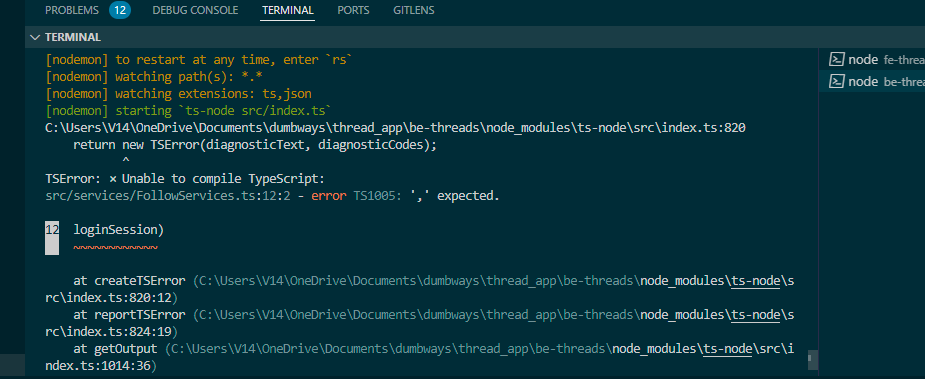 PROBLEMS 12 DEBUG CONSOLE TERMINAL PORTS GITLENS
TERMINAL
[nodemon] to restart at any time, enter `rs`
[nodemon] watching path(s): *.*
[nodemon] watching extensions: ts,json
[nodemon] starting `ts-node src/index.ts`
C:\Users\V14\OneDrive\Documents\dumbways\thread_app\be-threads\node_modules\ts-node\src\index.ts:820
return new TSError(diagnosticText, diagnosticCodes);
^
TSError: ⨯ Unable to compile TypeScript:
src/services/FollowServices.ts:12:2 - error TS1005: ',' expected.
12 loginSession)
~~~~~~~~~~~~
at createTSError (C:\Users\V14\OneDrive\Documents\dumbways\thread_app\be-threads\node_modules\ts-node\s
rc\index.ts:820:12)
at reportTSError (C:\Users\V14\OneDrive\Documents\dumbways\thread_app\be-threads\node_modules\ts-node\s
rc\index.ts:824:19)
at getOutput (C:\Users\V14\OneDrive\Documents\dumbways\thread_app\be-threads\node_modules\ts-node\src\i
ndex.ts:1014:36)
node fe-threa
node be-threa